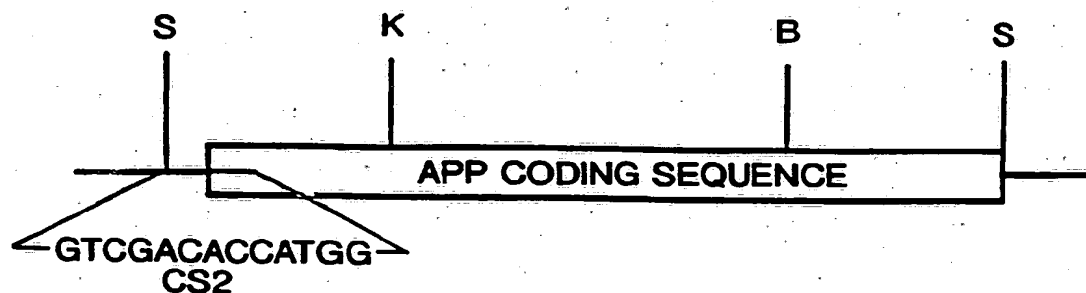 S K B S
APP CODING SEQUENCE
GTCGACACCATGG
CS2